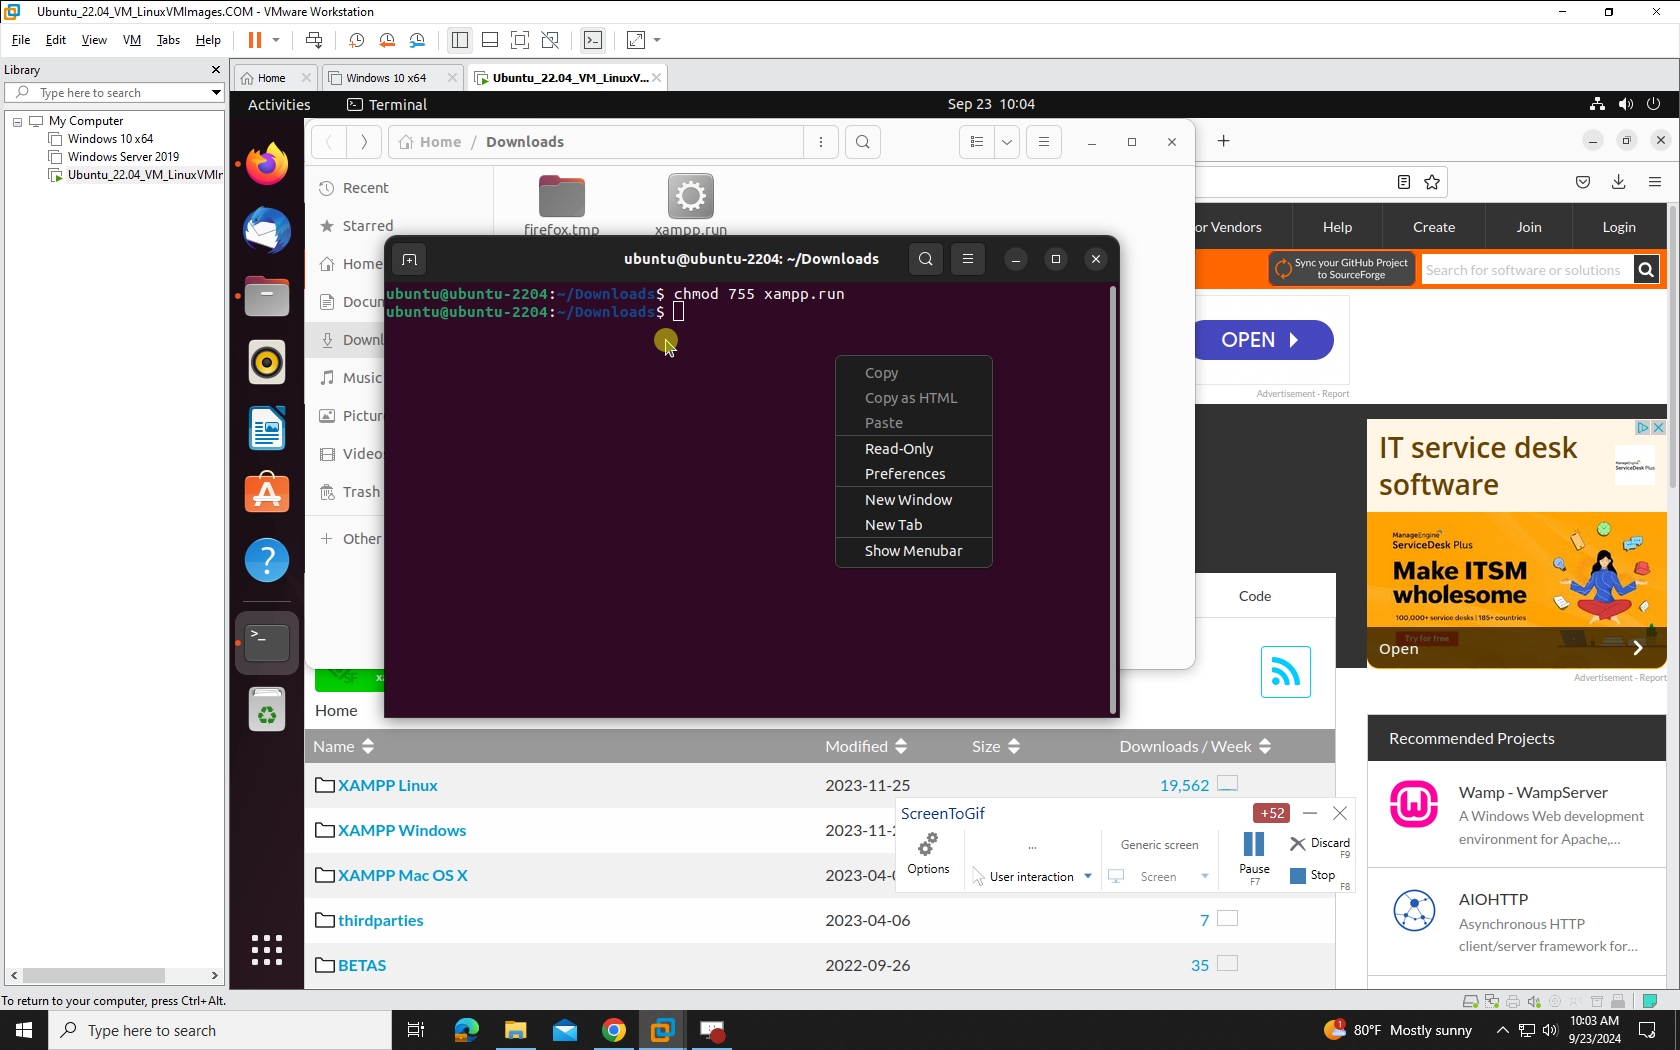 Ubuntu_22.04_VM_LinuxVMImages.COM - VMware Workstation
File Edit View VM Tabs Help
Library
Type here to search
My Computer
Windows 10 x64
Windows Server 2019
Ubuntu_22.04_VM_LinuxVMIr
Home
Windows 10 x64
Ubuntu_22.04_VM_LinuxV...
Activities
Terminal
Sep 23 10:04
Home / Downloads
Recent
Starred
Home
Docun
Downl
Music
Pictur
Video
Trash
Other
firefox.tmp
xampp.run
ubuntu@ubuntu-2204: ~/Downloads
ubuntu@ubuntu-2204:~/Downloads$ chmod 755 xampp.run
ubuntu@ubuntu-2204:~/Downloads$
Copy
Copy as HTML
Paste
Read-Only
Preferences
New Window
New Tab
Show Menubar
or Vendors
Help
Create
Join
Login
Sync your GitHub Project
to SourceForge
Search for software or solutions
OPEN
Advertisement - Report
IT service desk
software
ManageEngine
ServiceDesk Plus
ManageEngine
ServiceDesk Plus
Make ITSM
wholesome
100,000+ service desks | 185+ countries
Try for free
Open
Advertisement - Report
Code
Home
Name Modified Size Downloads / Week
XAMPP Linux 2023-11-25 19,562
XAMPP Windows 2023-11-2
XAMPP Mac OS X 2023-04-0
thirdparties 2023-04-06 7
BETAS 2022-09-26 35
Recommended Projects
Wamp - WampServer
A Windows Web development
environment for Apache,...
AIOHTTP
Asynchronous HTTP
client/server framework for...
ScreenToGif
+52
Options
...
User interaction
Generic screen
Screen
Pause
F7
Discard
F9
Stop
F8
To return to your computer, press Ctrl+Alt.
Type here to search
1
80°F Mostly sunny
10:03 AM
9/23/2024